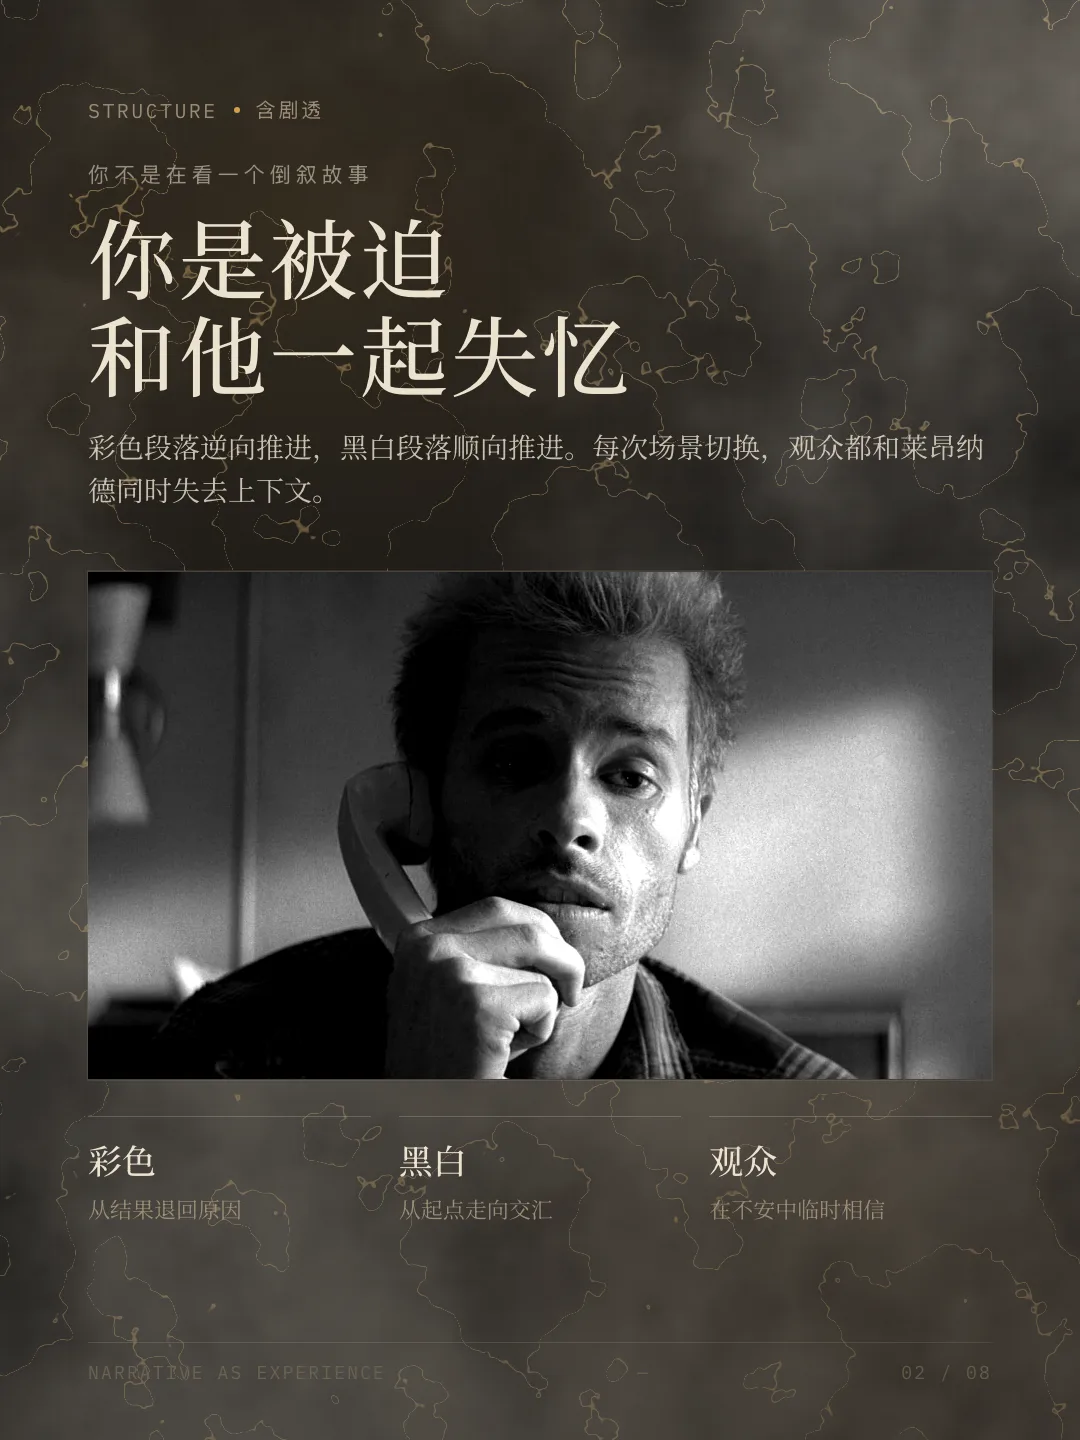 STRUCTURE • 含剧透
你不是在看一个倒叙故事
你是被迫
和他一起失忆
彩色段落逆向推进，黑白段落顺向推进。每次场景切换，观众都和莱昂纳
德同时失去上下文。
彩色
从结果退回原因
黑白
从起点走向交汇
观众
在不安中临时相信
NARRATIVE AS EXPERIENCE — 02 / 08